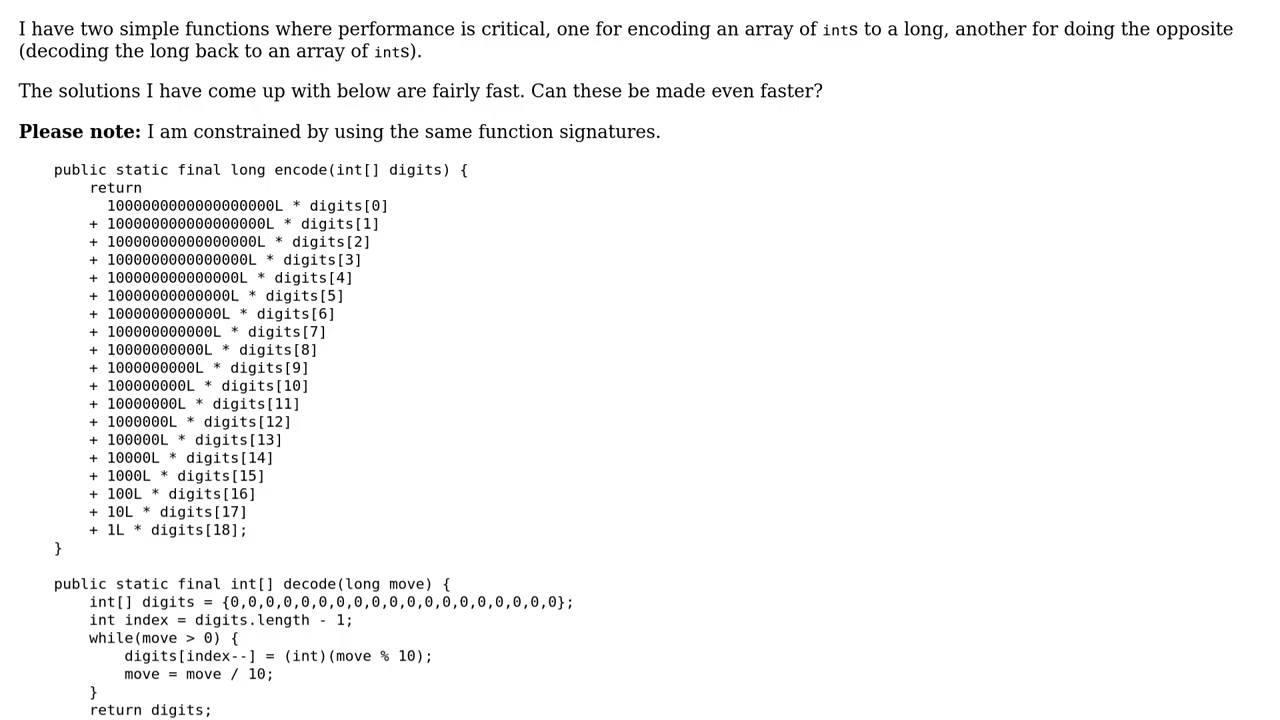 I have two simple functions where performance is critical, one for encoding an array of ints to a long, another for doing the opposite
(decoding the long back to an array of ints).
The solutions I have come up with below are fairly fast. Can these be made even faster?
Please note: I am constrained by using the same function signatures.
public static final long encode(int[] digits) {
return
1000000000000000000L * digits[0]
+ 100000000000000000L * digits[1]
+ 10000000000000000L * digits[2]
+ 1000000000000000L * digits[3]
+ 100000000000000L * digits[4]
+ 10000000000000L * digits[5]
+ 1000000000000L * digits[6]
+ 100000000000L * digits[7]
+ 10000000000L * digits[8]
+ 1000000000L * digits[9]
+ 100000000L * digits[10]
+ 10000000L * digits[11]
+ 1000000L * digits[12]
+ 100000L * digits[13]
+ 10000L * digits[14]
+ 1000L * digits[15]
+ 100L * digits[16]
+ 10L * digits[17]
+ 1L * digits[18];
}
public static final int[] decode(long move) {
int[] digits = {0,0,0,0,0,0,0,0,0,0,0,0,0,0,0,0,0,0,0};
int index = digits.length - 1;
while(move > 0) {
digits[index--] = (int)(move % 10);
move = move / 10;
}
return digits;